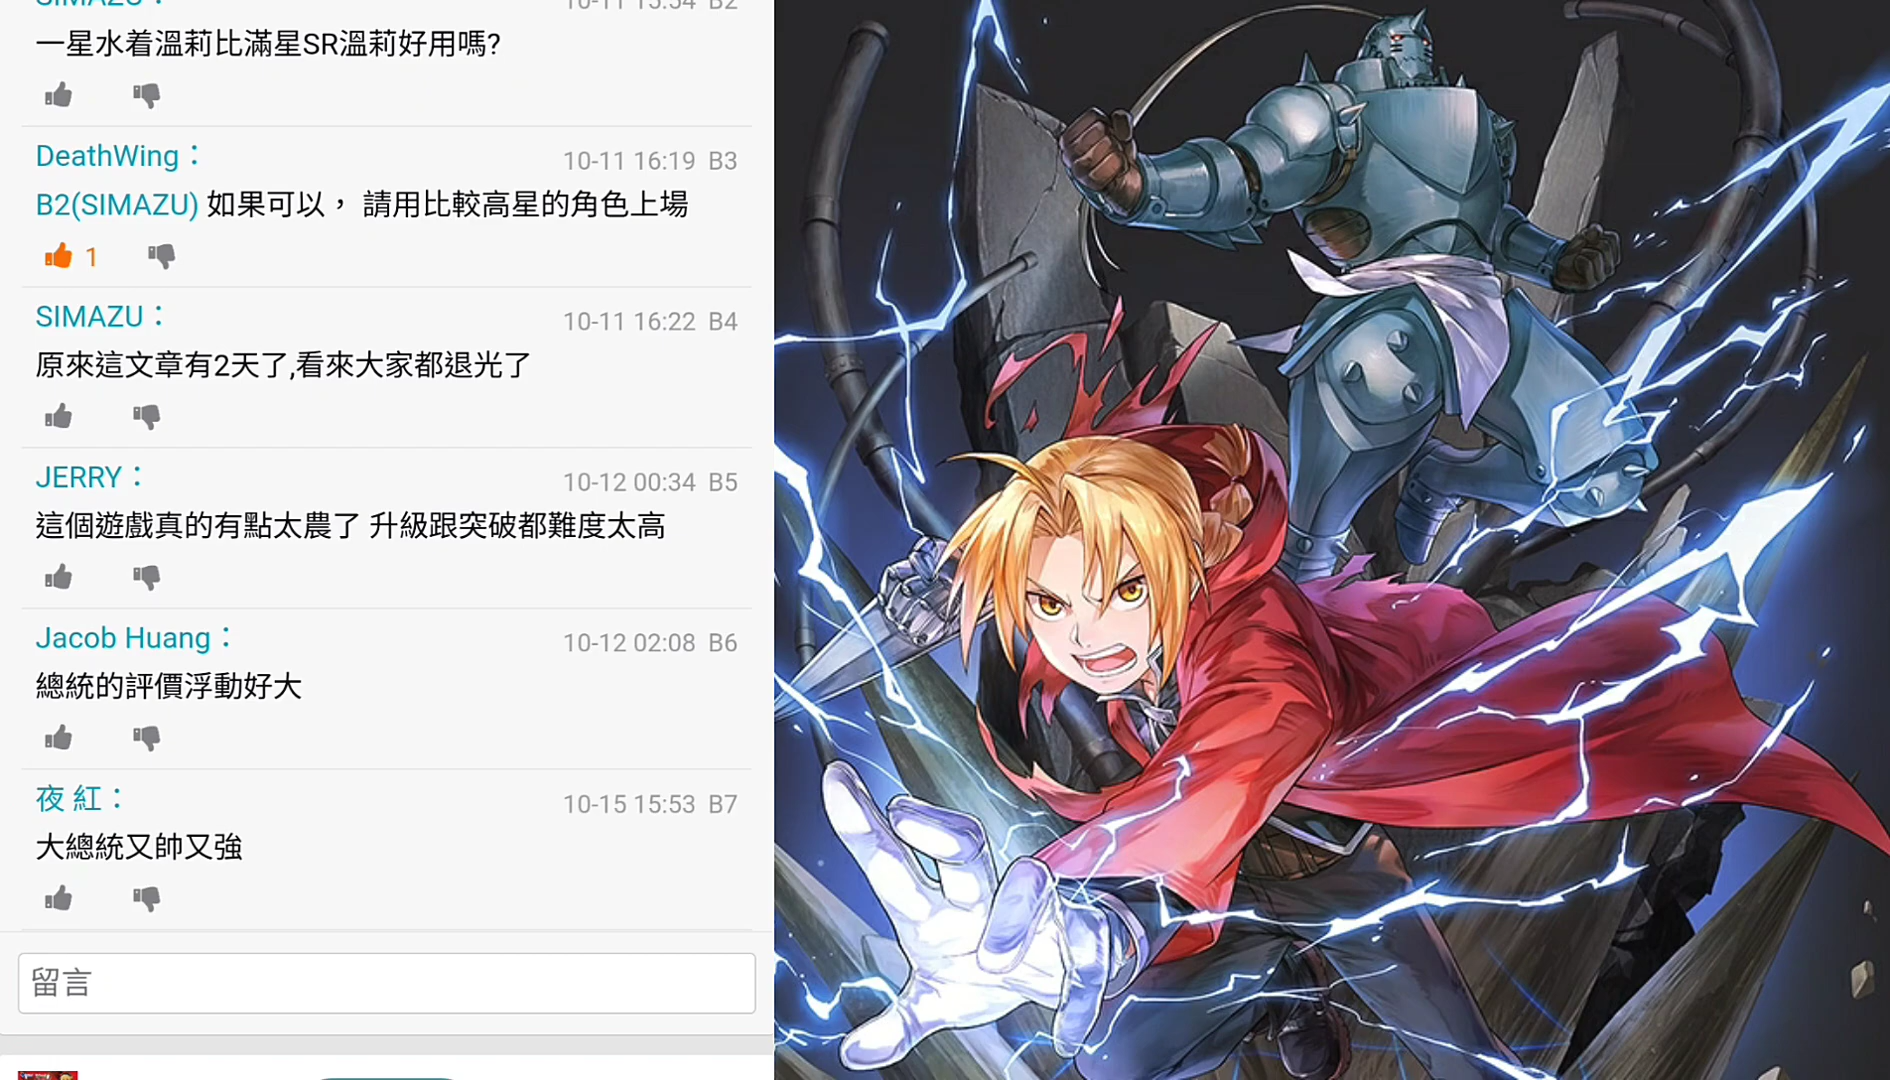 SIMAZU：
10-11 15:54 B2
一星水着溫莉比滿星SR溫莉好用嗎?
DeathWing：
10-11 16:19 B3
B2(SIMAZU) 如果可以， 請用比較高星的角色上場
1
SIMAZU：
10-11 16:22 B4
原來這文章有2天了,看來大家都退光了
JERRY：
10-12 00:34 B5
這個遊戲真的有點太農了 升級跟突破都難度太高
Jacob Huang：
10-12 02:08 B6
總統的評價浮動好大
夜 紅：
10-15 15:53 B7
大總統又帥又強
留言